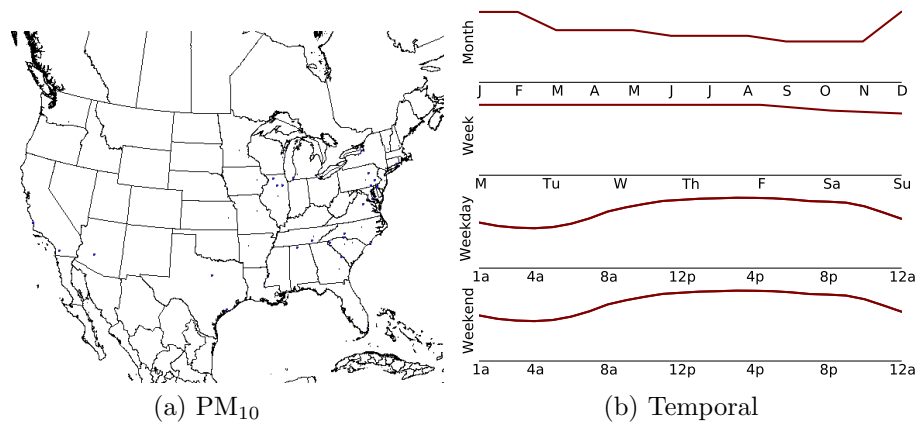 Month
J F M A M J J A S O N D
Week
M Tu W Th F Sa Su
Weekday
1a 4a 8a 12p 4p 8p 12a
Weekend
1a 4a 8a 12p 4p 8p 12a
(a) PM₁₀
(b) Temporal